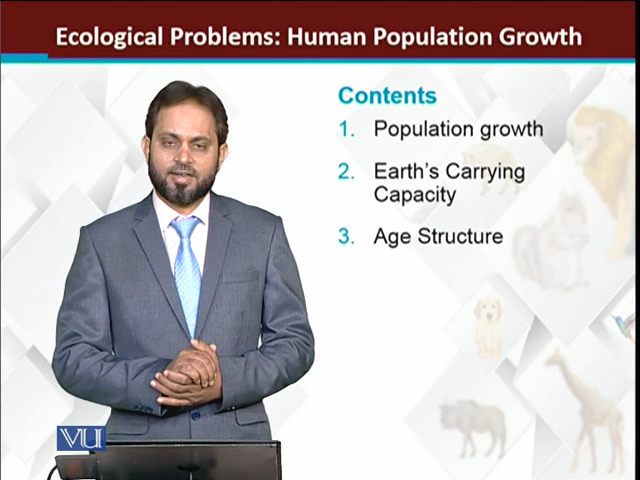 Ecological Problems: Human Population Growth
Contents
1. Population growth
2. Earth's Carrying
Capacity
3. Age Structure
VU